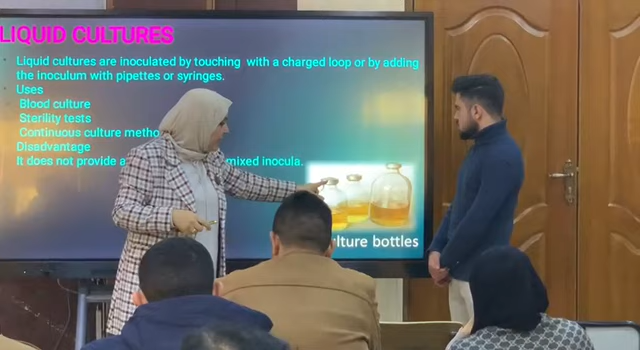 LIQUID CULTURES
Liquid cultures are inoculated by touching with a charged loop or by adding
the inoculum with pipettes or syringes.
Uses
Blood culture
Sterility tests
Continuous culture metho
Disadvantage
It does not provide a mixed inocula.
lture bottles